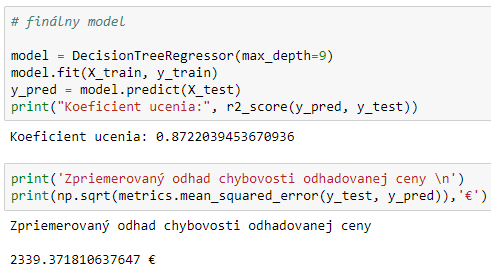 # finálny model
model = DecisionTreeRegressor(max_depth=9)
model.fit(X_train, y_train)
y_pred = model.predict(X_test)
print("Koeficient ucenia:", r2_score(y_pred, y_test))
Koeficient ucenia: 0.8722039453670936
print('Zpriemerovaný odhad chybovosti odhadovanej ceny \n')
print(np.sqrt(metrics.mean_squared_error(y_test, y_pred)),'€')
Zpriemerovaný odhad chybovosti odhadovanej ceny
2339.371810637647 €